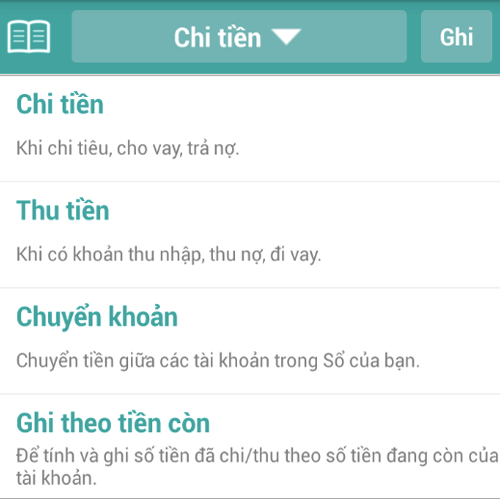 Chi tiền
Ghi
Chi tiền
Khi chi tiêu, cho vay, trả nợ.
Thu tiền
Khi có khoản thu nhập, thu nợ, đi vay.
Chuyển khoản
Chuyển tiền giữa các tài khoản trong Sổ của bạn.
Ghi theo tiền còn
Để tính và ghi số tiền đã chi/thu theo số tiền đang còn của
tài khoản.